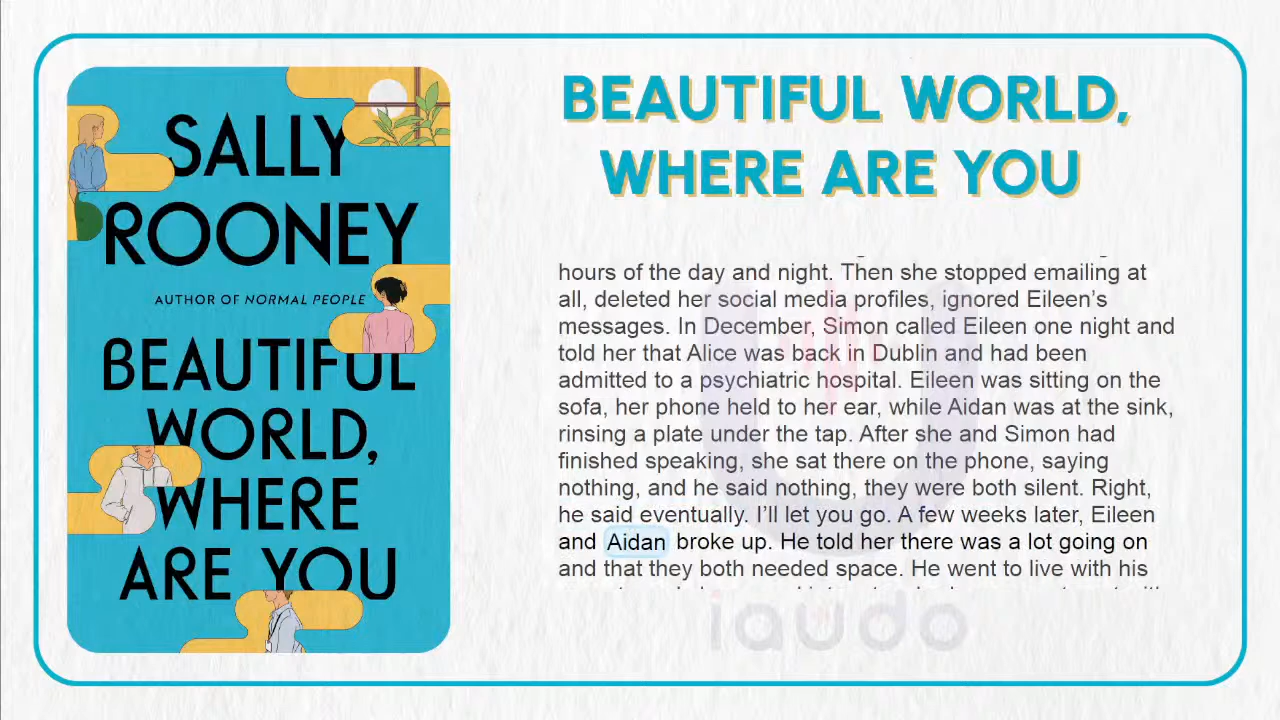 SALLY
ROONEY
AUTHOR OF NORMAL PEOPLE
BEAUTIFUL
WORLD,
WHERE
ARE YOU
BEAUTIFUL WORLD,
WHERE ARE YOU
hours of the day and night. Then she stopped emailing at
all, deleted her social media profiles, ignored Eileen’s
messages. In December, Simon called Eileen one night and
told her that Alice was back in Dublin and had been
admitted to a psychiatric hospital. Eileen was sitting on the
sofa, her phone held to her ear, while Aidan was at the sink,
rinsing a plate under the tap. After she and Simon had
finished speaking, she sat there on the phone, saying
nothing, and he said nothing, they were both silent. Right,
he said eventually. I’ll let you go. A few weeks later, Eileen
and Aidan broke up. He told her there was a lot going on
and that they both needed space. He went to live with his
iaudo